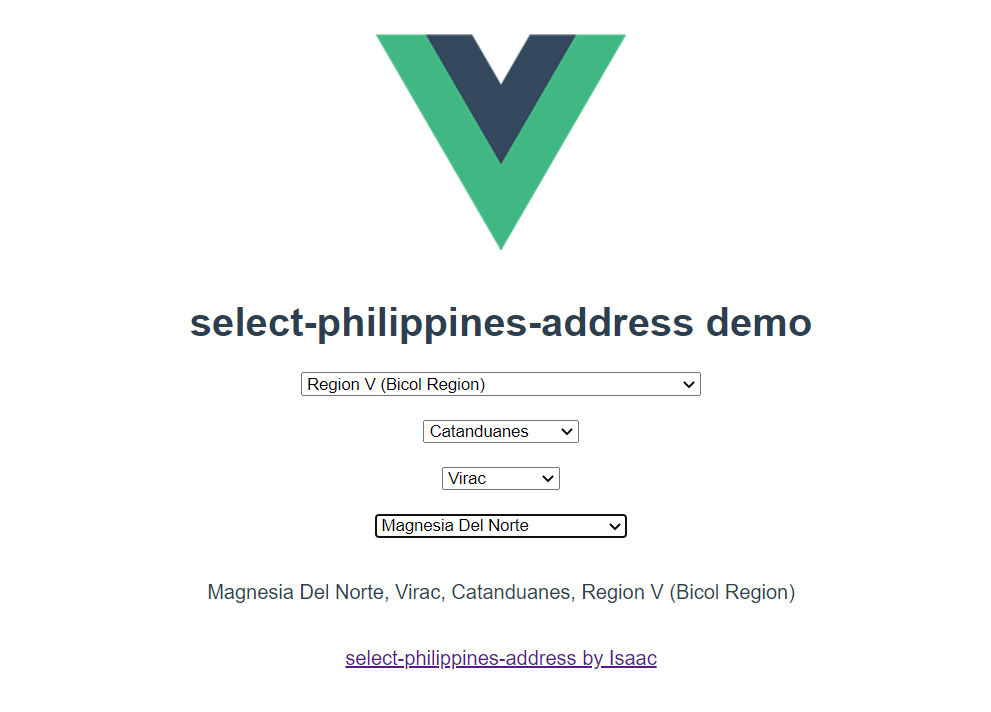 select-philippines-address demo
Region V (Bicol Region)
Catanduanes
Virac
Magnesia Del Norte
Magnesia Del Norte, Virac, Catanduanes, Region V (Bicol Region)
select-philippines-address by Isaac